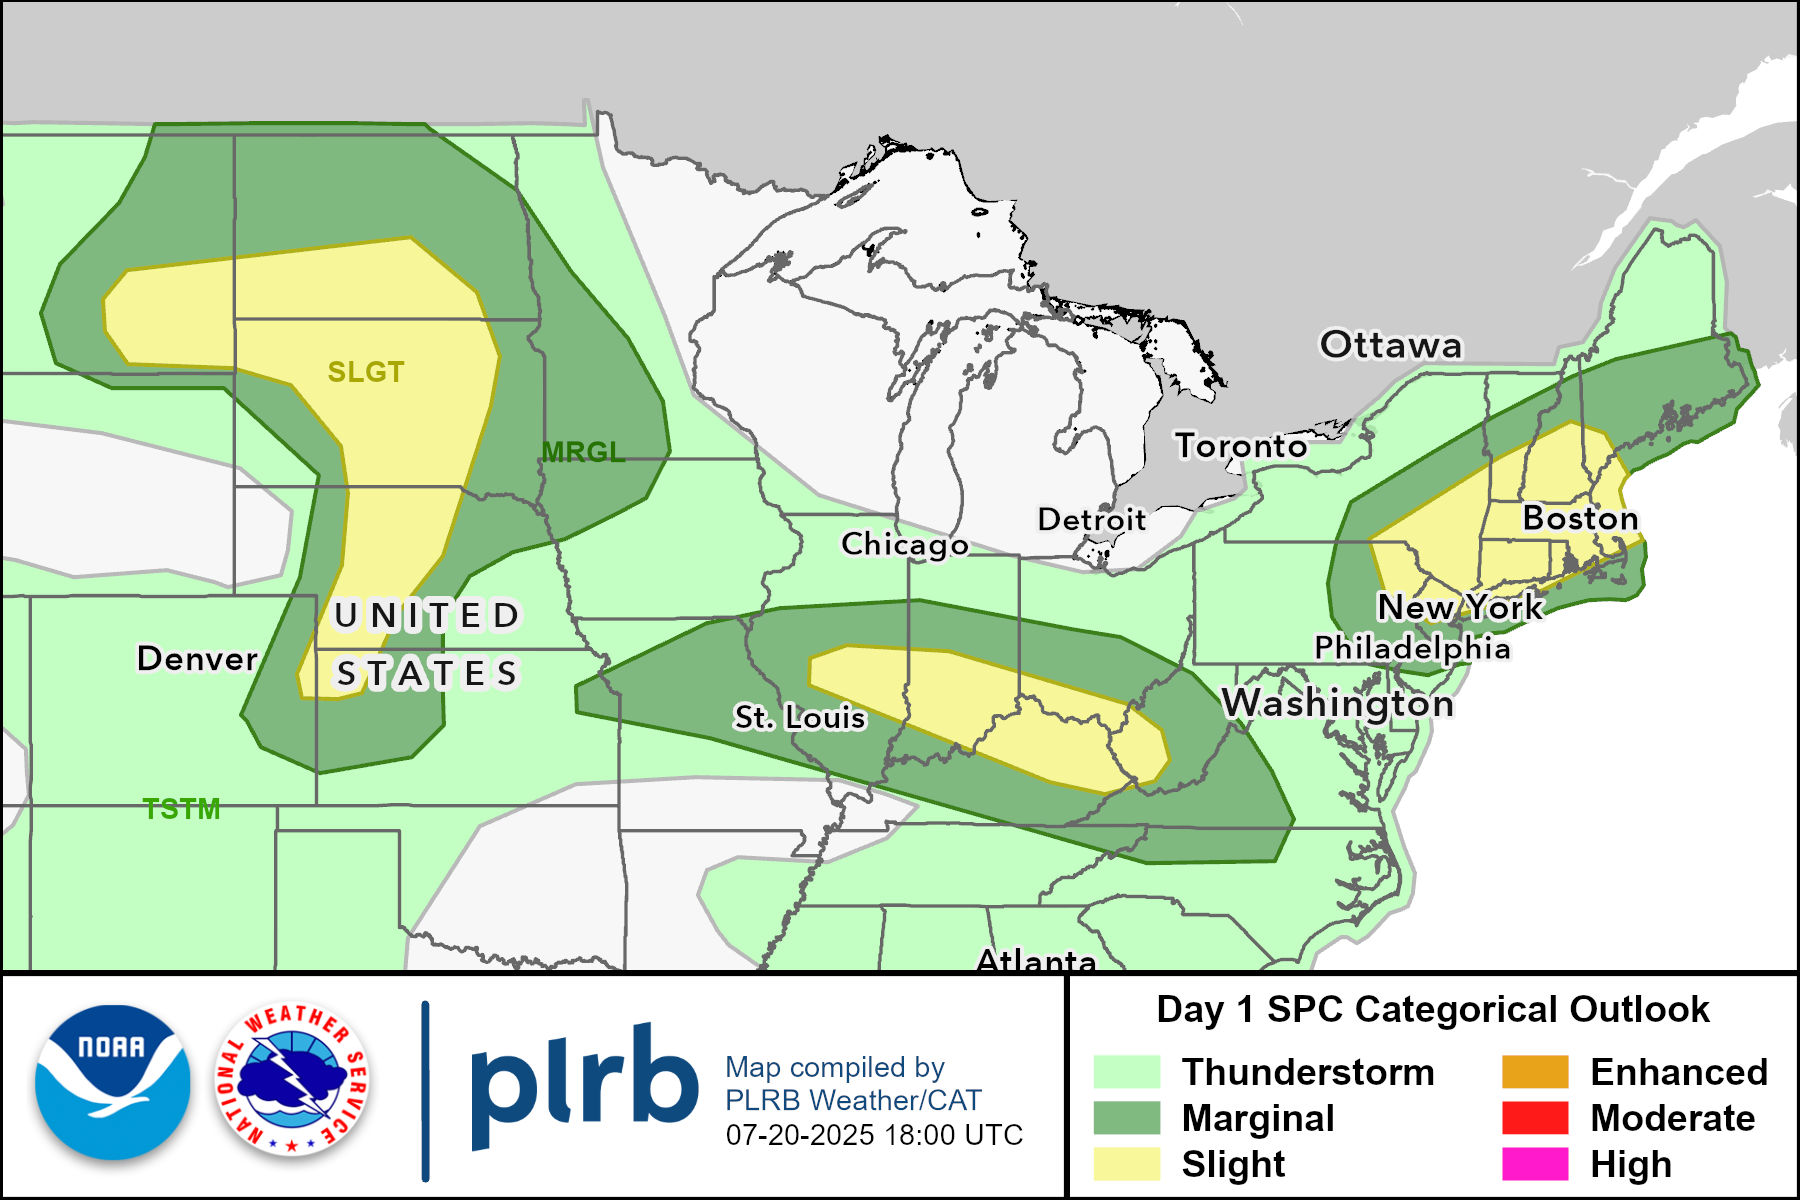 Ottawa
SLGT
Toronto
MRGL
Boston
Detroit
Chicago
New York
UNITED
Philadelphia
Denver
STATES
Washington
St. Louis
TSTM
Atlanta
NOAA
NATIONAL WEATHER SERVICE
plrb
Map compiled by
PLRB Weather/CAT
07-20-2025 18:00 UTC
Day 1 SPC Categorical Outlook
Thunderstorm
Enhanced
Marginal
Moderate
Slight
High